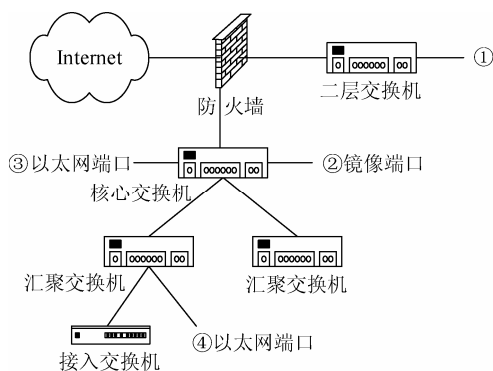 Internet
①
二层交换机
防火墙
③以太网端口
②镜像端口
核心交换机
汇聚交换机
汇聚交换机
④以太网端口
接入交换机